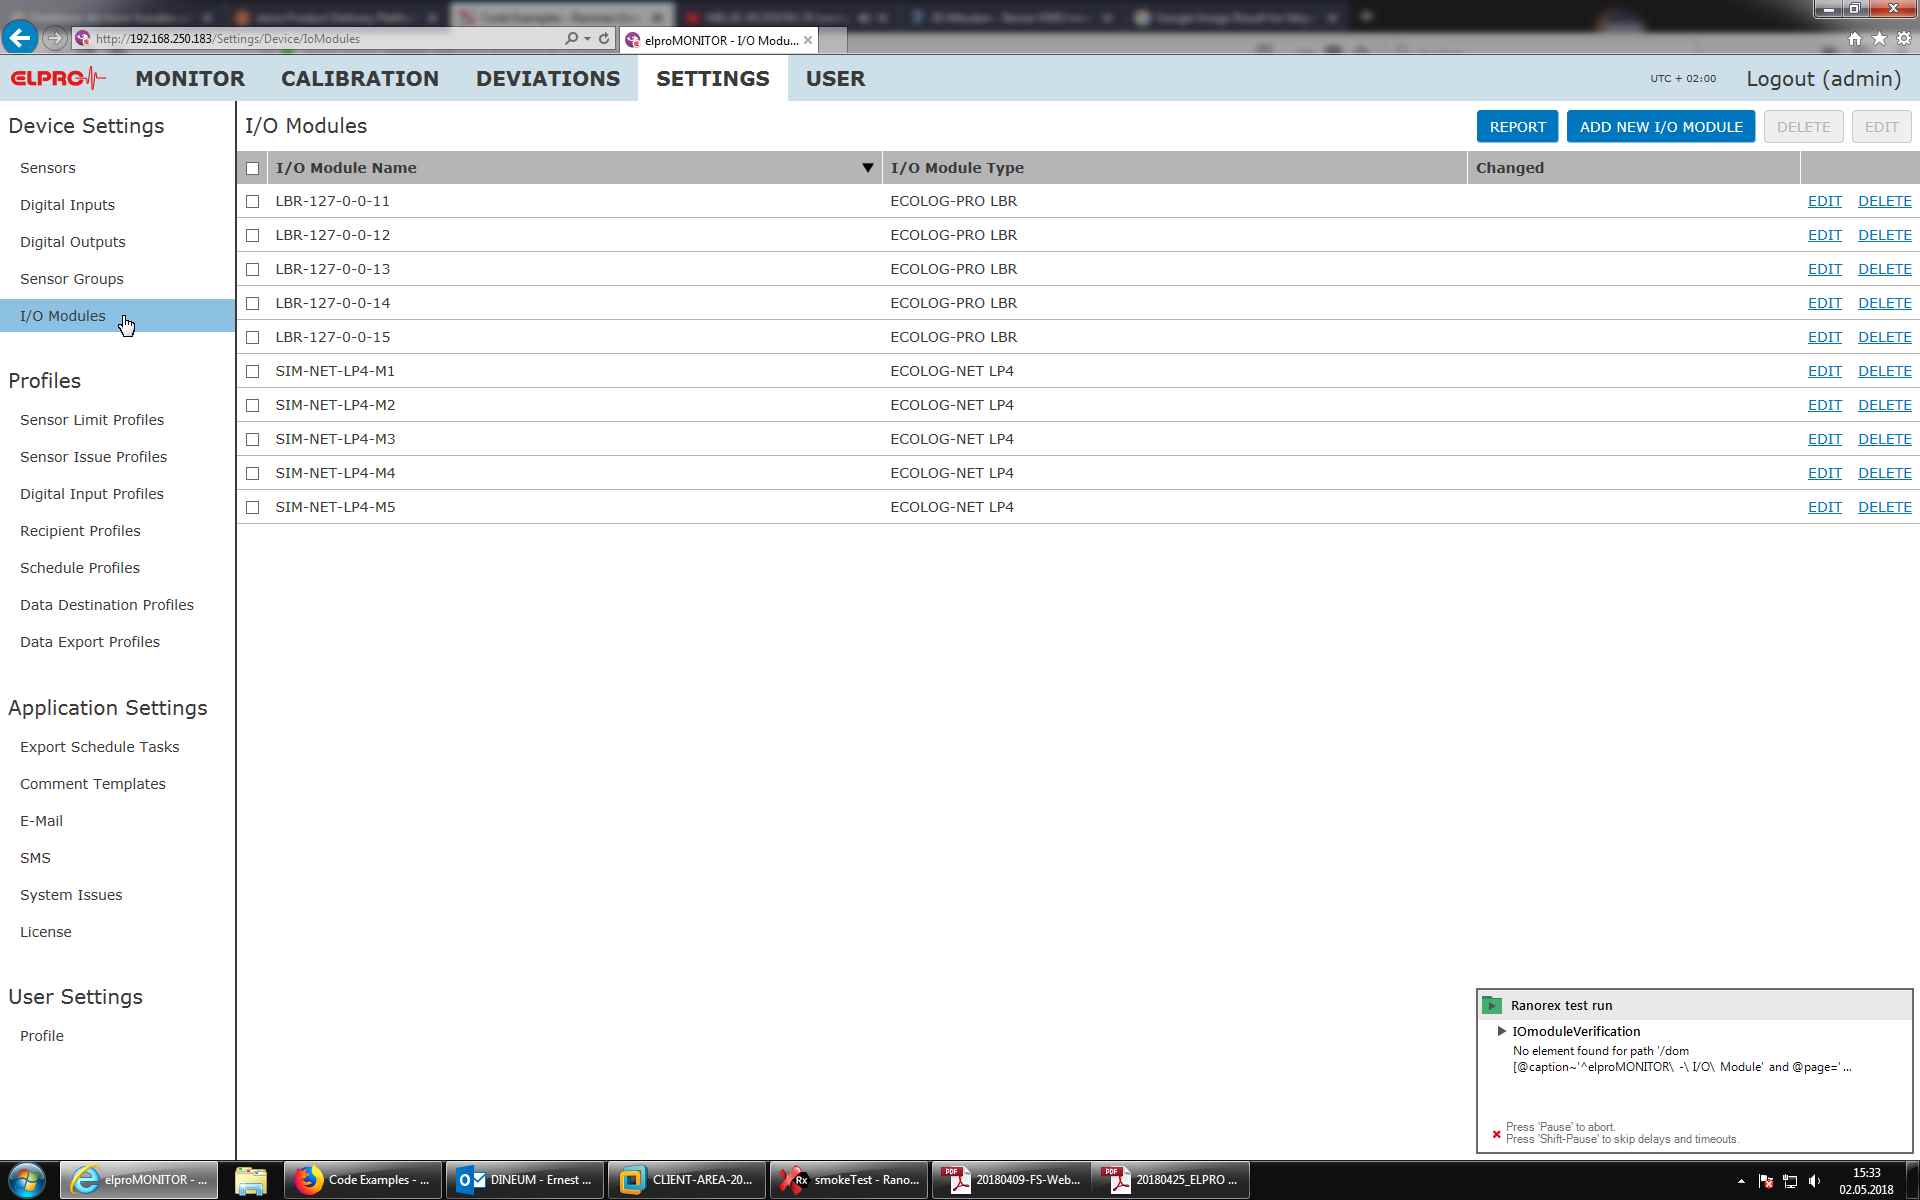 http://192.168.250.183/Settings/Device/IoModules
elproMONITOR - I/O Modu...
ELPRO MONITOR CALIBRATION DEVIATIONS SETTINGS USER UTC + 02:00 Logout (admin)
Device Settings
Sensors
Digital Inputs
Digital Outputs
Sensor Groups
I/O Modules
Profiles
Sensor Limit Profiles
Sensor Issue Profiles
Digital Input Profiles
Recipient Profiles
Schedule Profiles
Data Destination Profiles
Data Export Profiles
Application Settings
Export Schedule Tasks
Comment Templates
E-Mail
SMS
System Issues
License
User Settings
Profile
I/O Modules REPORT ADD NEW I/O MODULE DELETE EDIT
I/O Module Name I/O Module Type Changed
LBR-127-0-0-11 ECOLOG-PRO LBR EDIT DELETE
LBR-127-0-0-12 ECOLOG-PRO LBR EDIT DELETE
LBR-127-0-0-13 ECOLOG-PRO LBR EDIT DELETE
LBR-127-0-0-14 ECOLOG-PRO LBR EDIT DELETE
LBR-127-0-0-15 ECOLOG-PRO LBR EDIT DELETE
SIM-NET-LP4-M1 ECOLOG-NET LP4 EDIT DELETE
SIM-NET-LP4-M2 ECOLOG-NET LP4 EDIT DELETE
SIM-NET-LP4-M3 ECOLOG-NET LP4 EDIT DELETE
SIM-NET-LP4-M4 ECOLOG-NET LP4 EDIT DELETE
SIM-NET-LP4-M5 ECOLOG-NET LP4 EDIT DELETE
Ranorex test run
IOmoduleVerification
No element found for path '/dom
[@caption~'^elproMONITOR\ -\ I/O\ Module' and @page=' ...
Press 'Pause' to abort.
Press 'Shift-Pause' to skip delays and timeouts.
elproMONITOR - ... Code Examples - ... DINEUM - Ernest ... CLIENT-AREA-20... smokeTest - Rano... 20180409-FS-Web... 20180425_ELPRO ...
15:33
02.05.2018